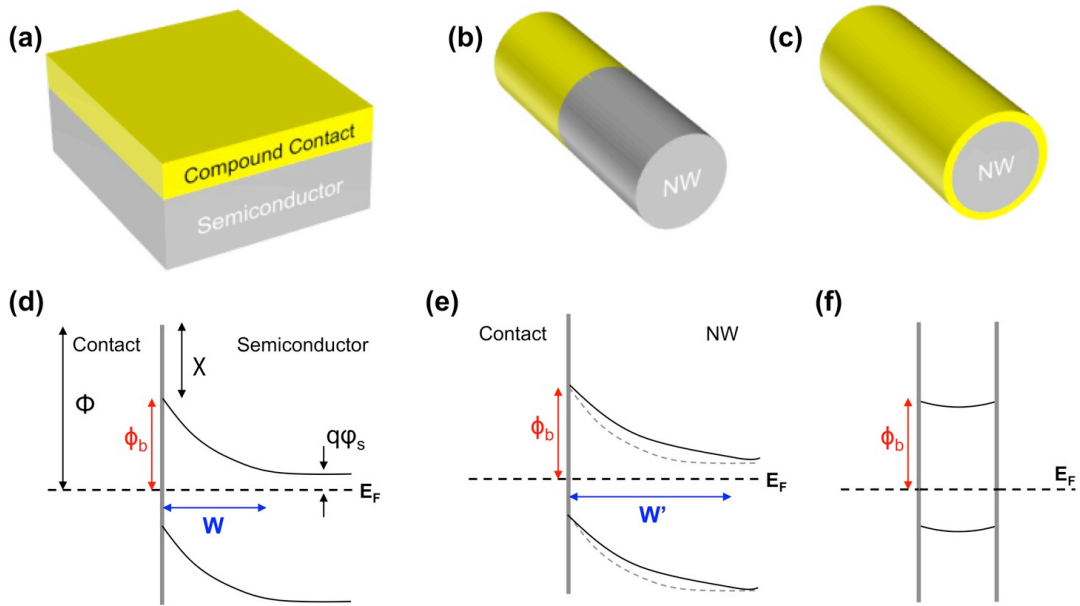 (a)
(b)
(c)
Compound Contact
Semiconductor
NW
NW
(d)
(e)
(f)
Contact
Semiconductor
χ
Φ
ϕb
qφs
EF
W
Contact
NW
ϕb
EF
W’
ϕb
EF